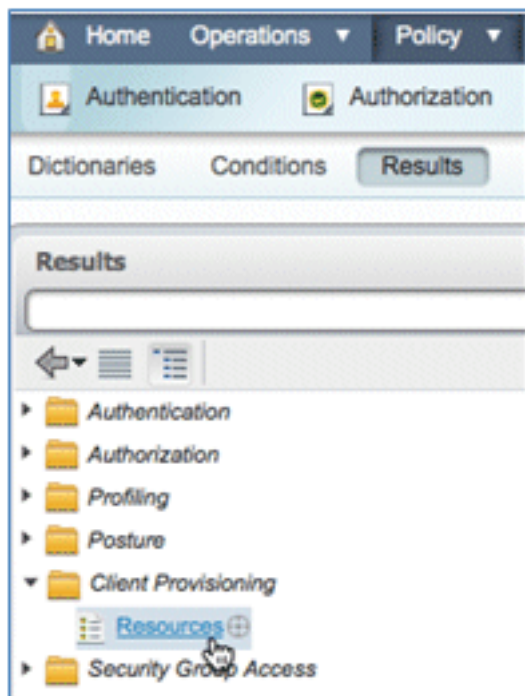 Home Operations Policy
Authentication Authorization
Dictionaries Conditions Results
Results
Authentication
Authorization
Profiling
Posture
Client Provisioning
Resources
Security Group Access